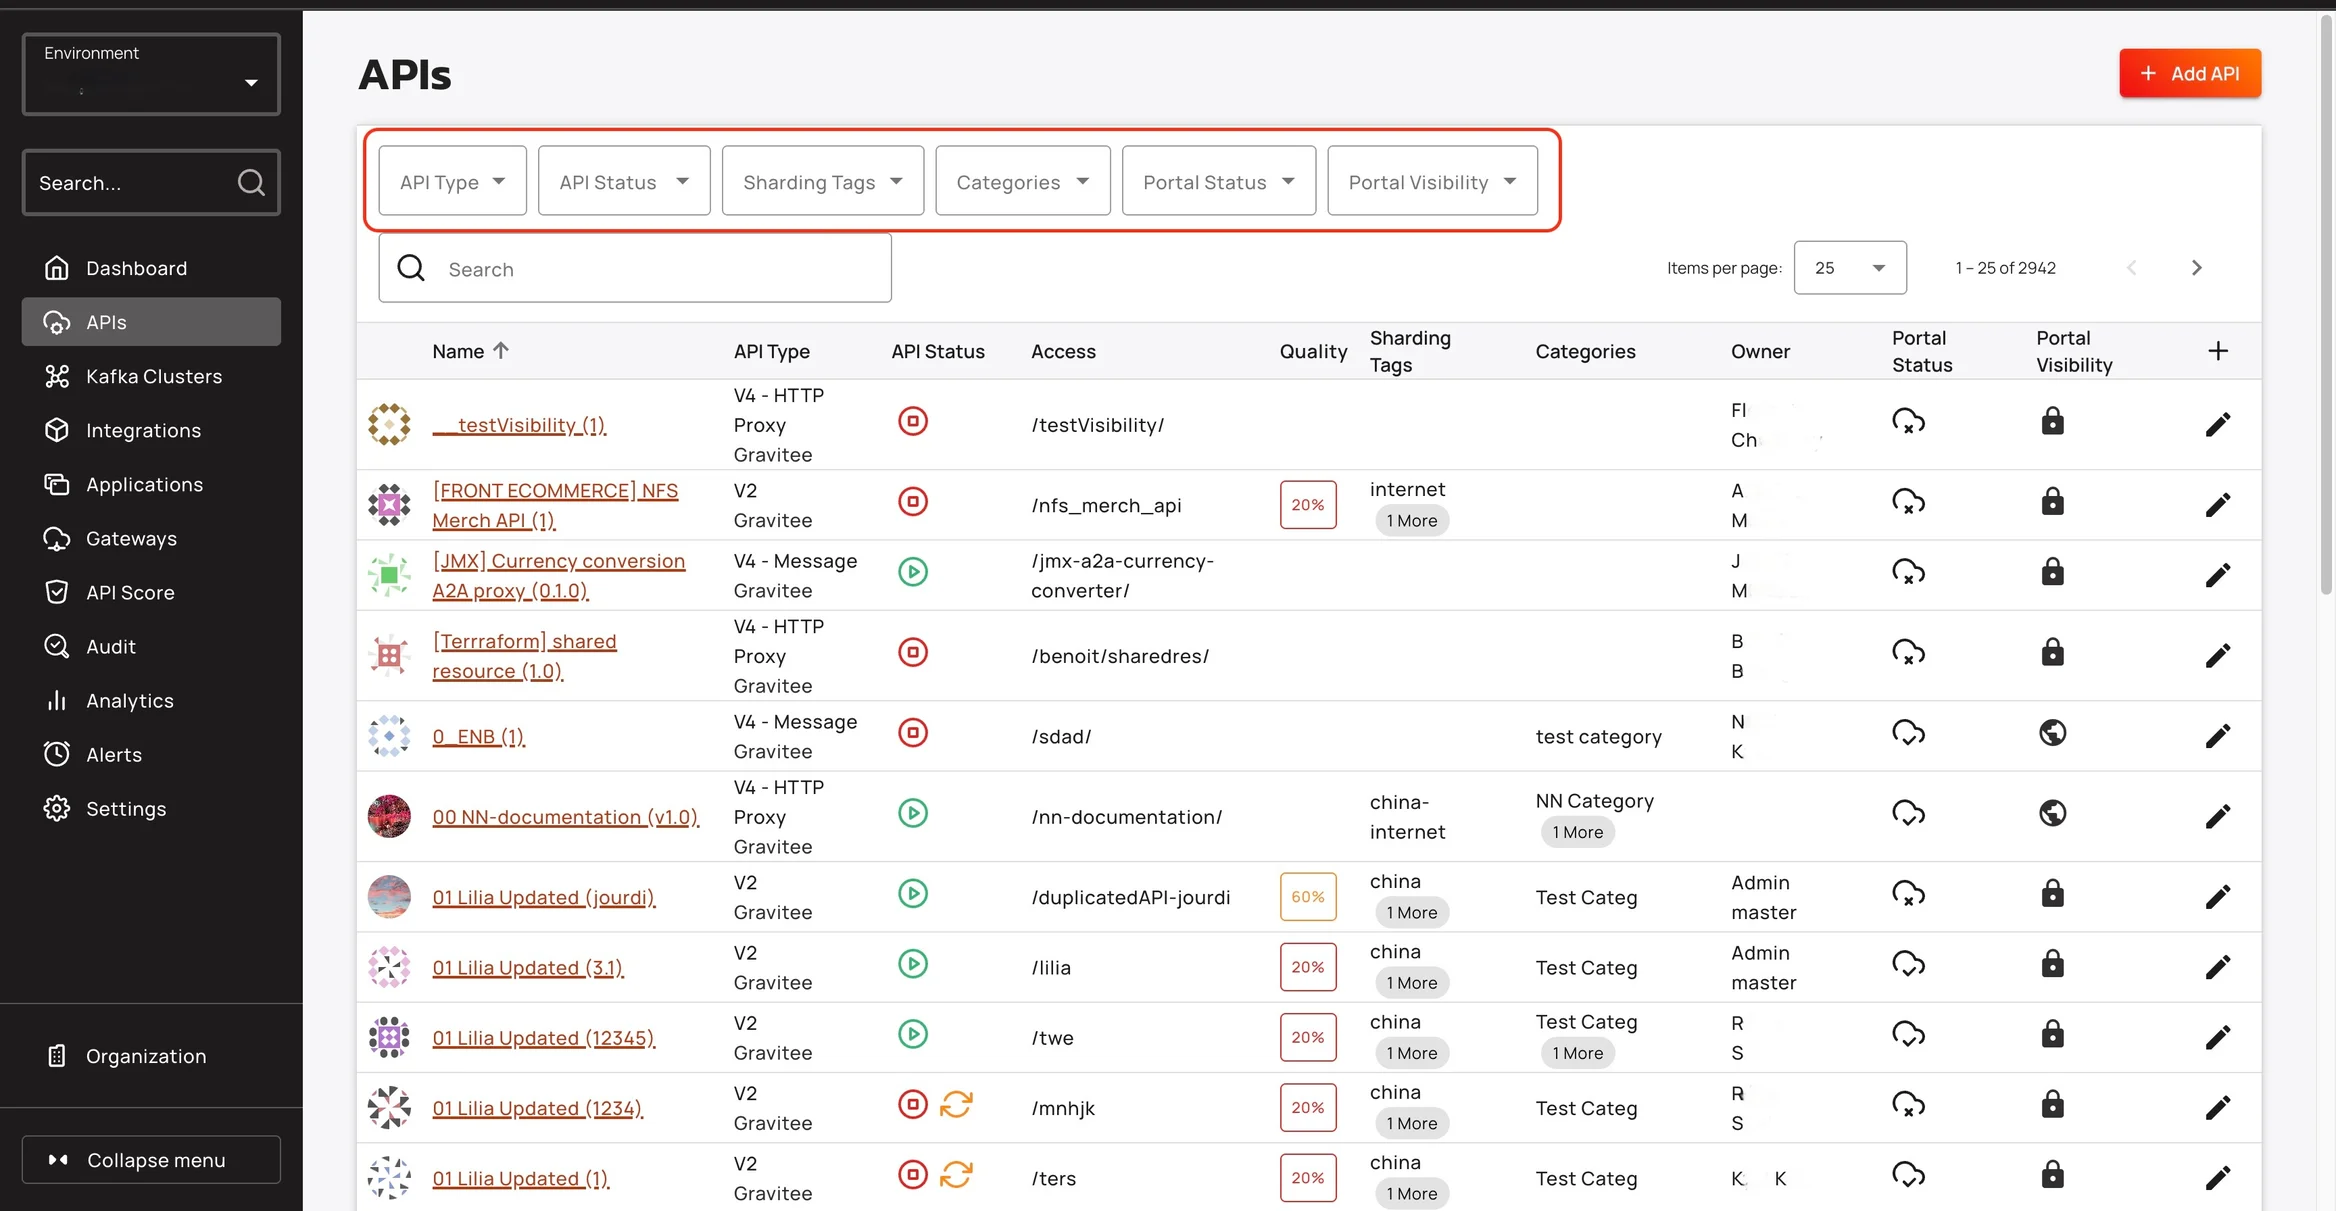 Environment
Search...
Dashboard
APIs
Kafka Clusters
Integrations
Applications
Gateways
API Score
Audit
Analytics
Alerts
Settings
Organization
Collapse menu
APIs
+ Add API
API Type
API Status
Sharding Tags
Categories
Portal Status
Portal Visibility
Search
Items per page: 25 1 – 25 of 2942
Name API Type API Status Access Quality Sharding Tags Categories Owner Portal Status Portal Visibility
__testVisibility (1)
V4 - HTTP
Proxy
Gravitee
/testVisibility/
Fl
Ch
[FRONT ECOMMERCE] NFS
Merch API (1)
V2
Gravitee
/nfs_merch_api
20%
internet
1 More
A
M
[JMX] Currency conversion
A2A proxy (0.1.0)
V4 - Message
Gravitee
/jmx-a2a-currency-
converter/
J
M
[Terrraform] shared
resource (1.0)
V4 - HTTP
Proxy
Gravitee
/benoit/sharedres/
B
B
0_ENB (1)
V4 - Message
Gravitee
/sdad/
test category
N
K
00 NN-documentation (v1.0)
V4 - HTTP
Proxy
Gravitee
/nn-documentation/
china-
internet
NN Category
1 More
01 Lilia Updated (jourdi)
V2
Gravitee
/duplicatedAPI-jourdi
60%
china
1 More
Test Categ
Admin
master
01 Lilia Updated (3.1)
V2
Gravitee
/lilia
20%
china
1 More
Test Categ
Admin
master
01 Lilia Updated (12345)
V2
Gravitee
/twe
20%
china
1 More
Test Categ
1 More
R
S
01 Lilia Updated (1234)
V2
Gravitee
/mnhjk
20%
china
1 More
Test Categ
R
S
01 Lilia Updated (1)
V2
Gravitee
/ters
20%
china
1 More
Test Categ
K K